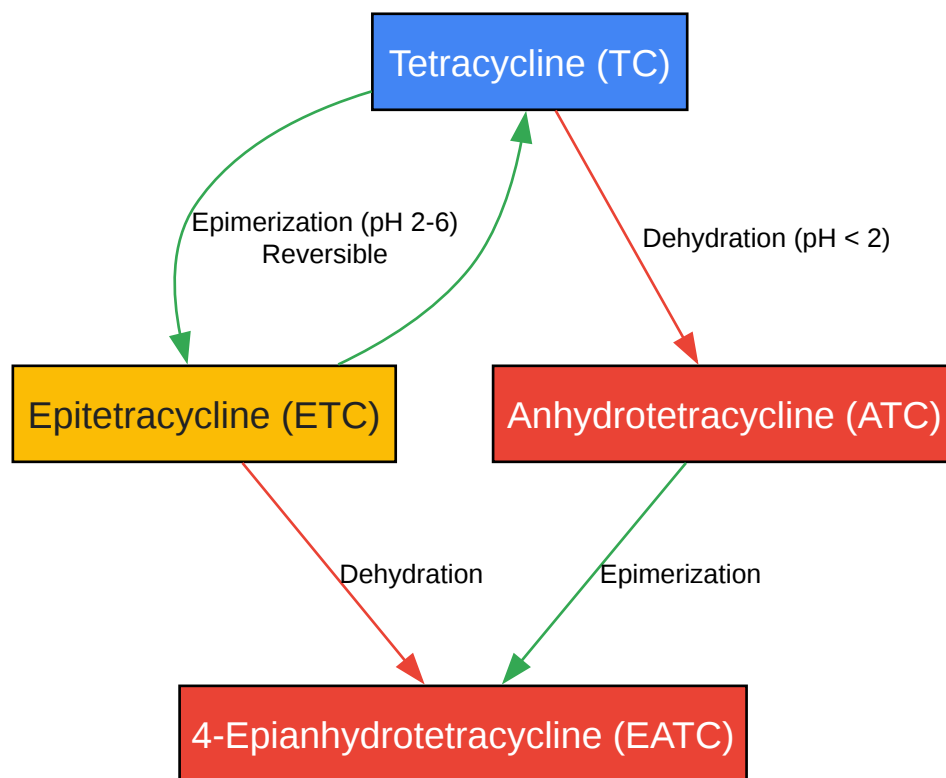 Tetracycline (TC)
Epimerization (pH 2-6)
Reversible
Dehydration (pH < 2)
Epitetracycline (ETC)
Anhydrotetracycline (ATC)
Dehydration
Epimerization
4-Epianhydrotetracycline (EATC)